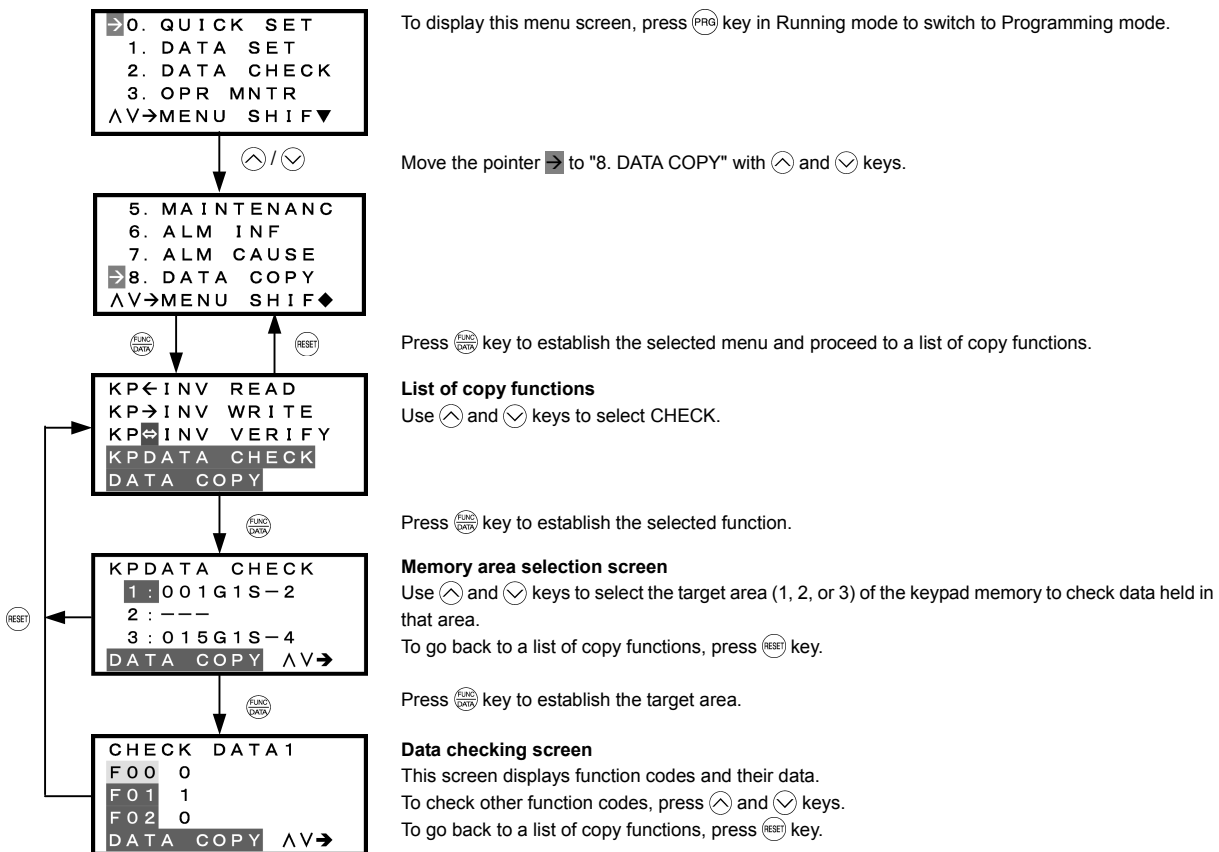 →0. QUICK SET
1. DATA SET
2. DATA CHECK
3. OPR MNTR
∧∨→MENU SHIF▼
To display this menu screen, press PRG key in Running mode to switch to Programming mode.
∧ / ∨
Move the pointer → to "8. DATA COPY" with ∧ and ∨ keys.
5. MAINTENANC
6. ALM INF
7. ALM CAUSE
→8. DATA COPY
∧∨→MENU SHIF◆
FUNC DATA
RESET
Press FUNC DATA key to establish the selected menu and proceed to a list of copy functions.
KP←INV READ
KP→INV WRITE
KP⇔INV VERIFY
KPDATA CHECK
DATA COPY
List of copy functions
Use ∧ and ∨ keys to select CHECK.
FUNC DATA
Press FUNC DATA key to establish the selected function.
KPDATA CHECK
1:001G1S−2
2:−−−
3:015G1S−4
DATA COPY ∧∨→
RESET
Memory area selection screen
Use ∧ and ∨ keys to select the target area (1, 2, or 3) of the keypad memory to check data held in
that area.
To go back to a list of copy functions, press RESET key.
FUNC DATA
Press FUNC DATA key to establish the target area.
CHECK DATA1
F00 0
F01 1
F02 0
DATA COPY ∧∨→
Data checking screen
This screen displays function codes and their data.
To check other function codes, press ∧ and ∨ keys.
To go back to a list of copy functions, press RESET key.